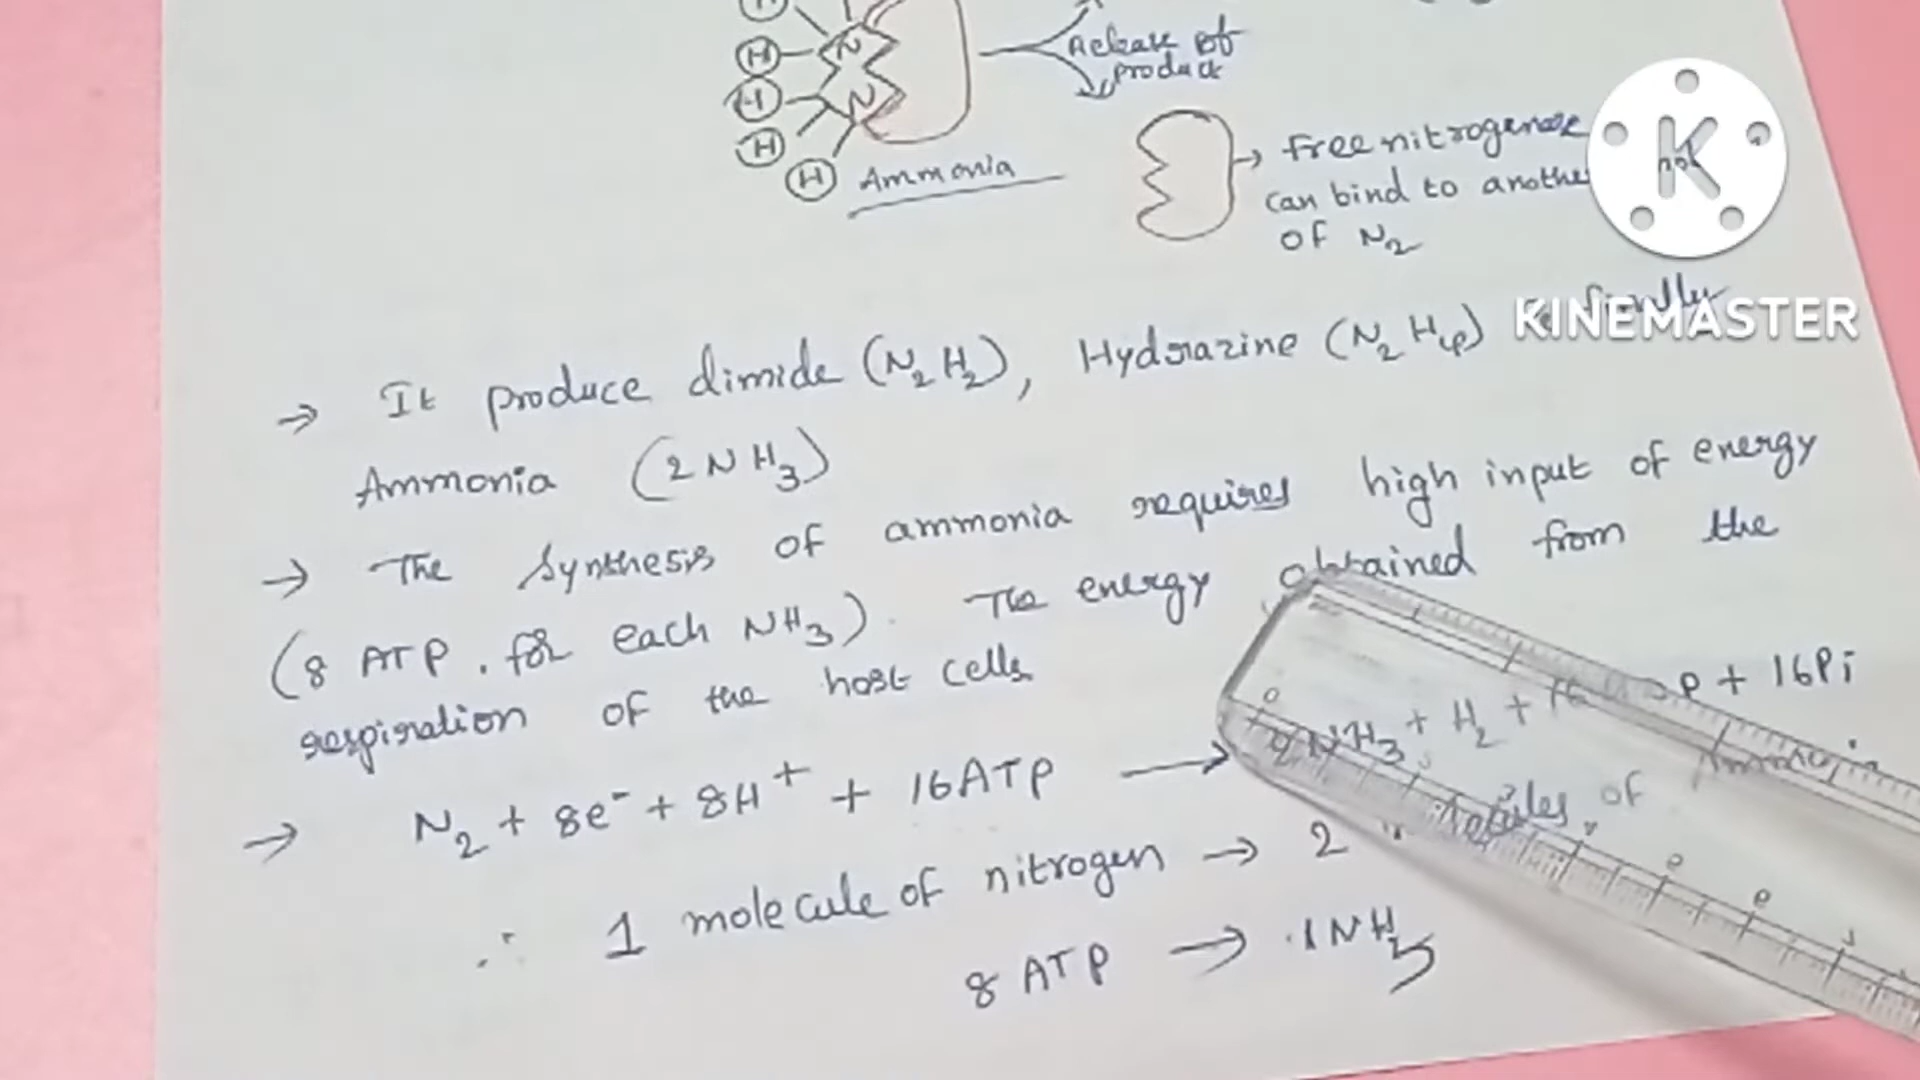 H
N
Release of
product
H
N
H
H
Ammonia
Free nitrogenase
can bind to another
of N2
K
KINEMASTER
→ It produce dimide (N2H2), Hydrazine (N2H4) & finally
Ammonia (2NH3)
→ The synthesis of ammonia requires high input of energy
(8 ATP. for each NH3). The energy obtained from the
respiration of the host cells
→ N2 + 8e- + 8H+ + 16ATP → 2NH3 + H2 + 16 P + 16Pi
∴ 1 molecule of nitrogen → 2 of
8 ATP → 1NH3